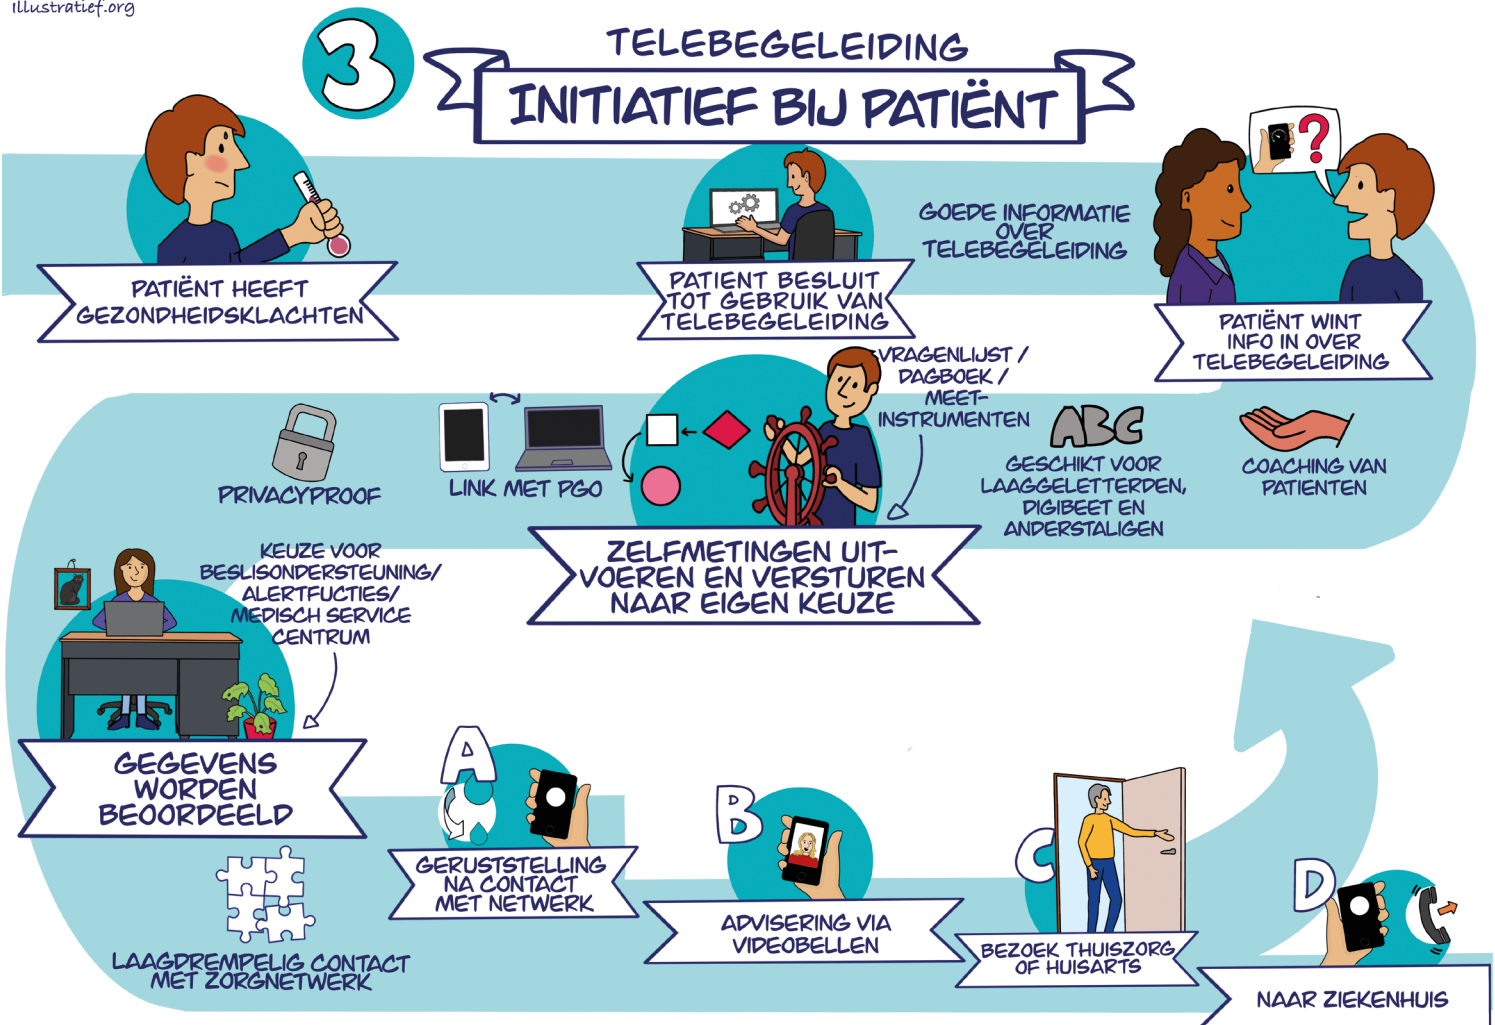 illustratief.org
3
TELEBEGELEIDING
INITIATIEF BIJ PATIËNT
PATIËNT HEEFT
GEZONDHEIDSKLACHTEN
PATIENT BESLUIT
TOT GEBRUIK VAN
TELEBEGELEIDING
GOEDE INFORMATIE
OVER
TELEBEGELEIDING
?
PATIËNT WINT
INFO IN OVER
TELEBEGELEIDING
PRIVACYPROOF
LINK MET PGO
VRAGENLIJST /
DAGBOEK /
MEET-
INSTRUMENTEN
ZELFMETINGEN UIT-
VOEREN EN VERSTUREN
NAAR EIGEN KEUZE
ABC
GESCHIKT VOOR
LAAGGELETTERDEN,
DIGIBEET EN
ANDERSTALIGEN
COACHING VAN
PATIENTEN
KEUZE VOOR
BESLISONDERSTEUNING/
ALERTFUCTIES/
MEDISCH SERVICE
CENTRUM
GEGEVENS
WORDEN
BEOORDEELD
LAAGDREMPELIG CONTACT
MET ZORGNETWERK
A
GERUSTSTELLING
NA CONTACT
MET NETWERK
B
ADVISERING VIA
VIDEOBELLEN
C
BEZOEK THUISZORG
OF HUISARTS
D
NAAR ZIEKENHUIS